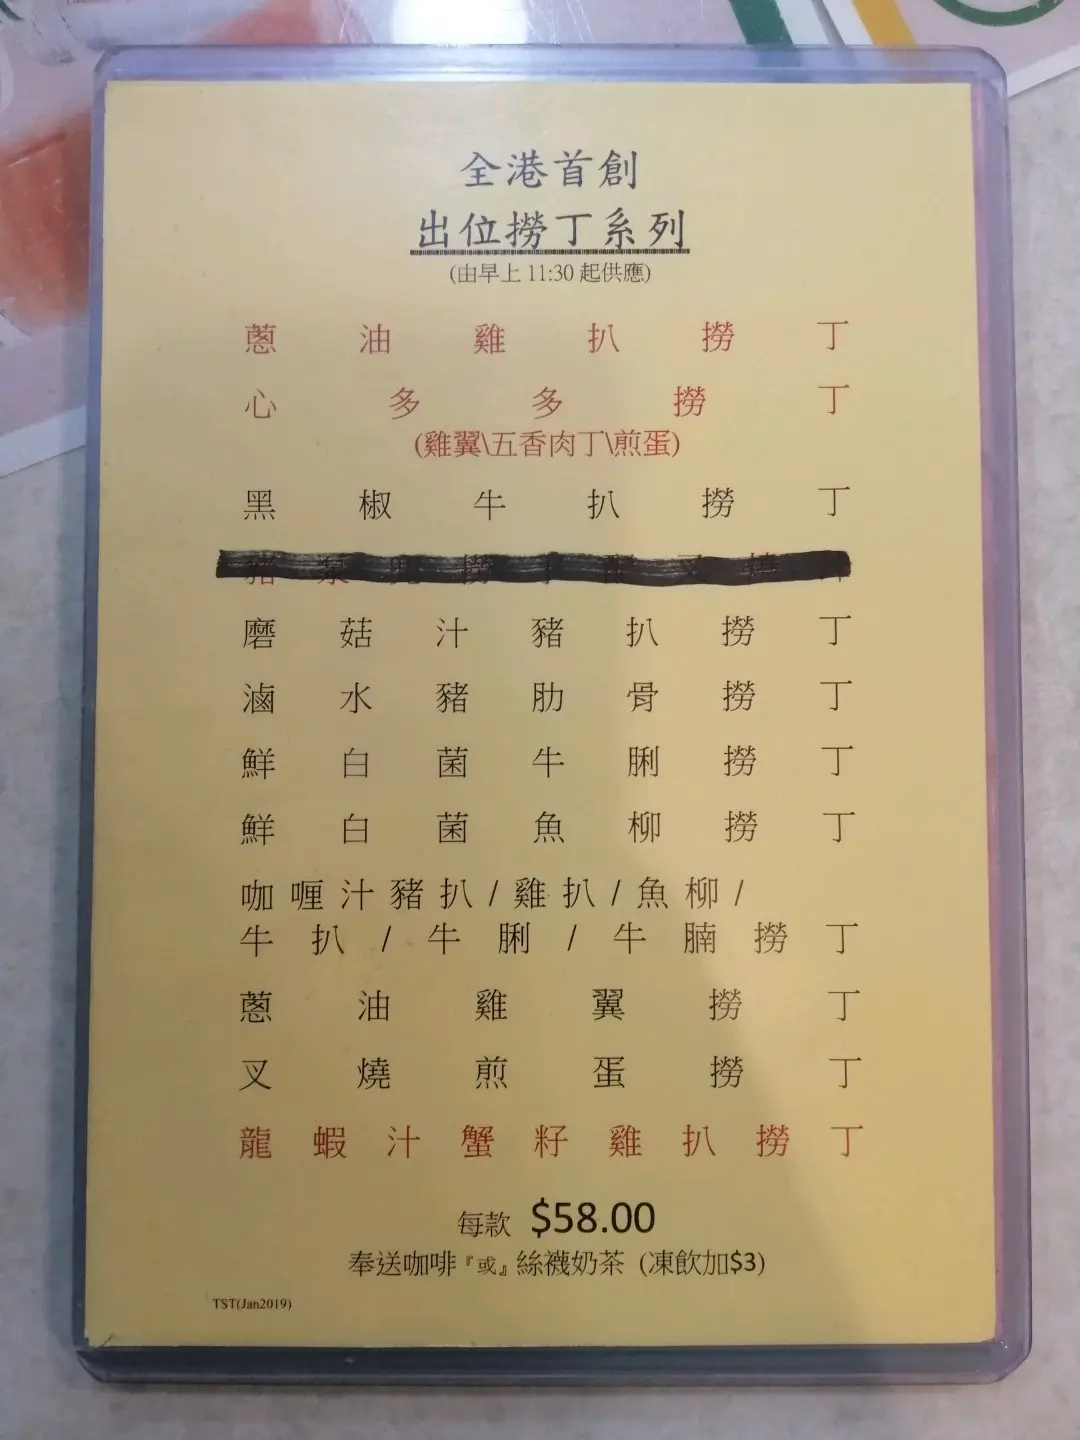 全港首創
出位撈丁系列
(由早上 11:30 起供應)
蔥油雞扒撈丁
心多多撈丁
(雞翼\五香肉丁\煎蛋)
黑椒牛扒撈丁
磨菇汁豬扒撈丁
滷水豬肋骨撈丁
鮮白菌牛脷撈丁
鮮白菌魚柳撈丁
咖喱汁豬扒/雞扒/魚柳/
牛扒/牛脷/牛腩撈丁
蔥油雞翼撈丁
叉燒煎蛋撈丁
龍蝦汁蟹籽雞扒撈丁
每款 $58.00
奉送咖啡『或』絲襪奶茶 (凍飲加$3)
TST(Jan2019)